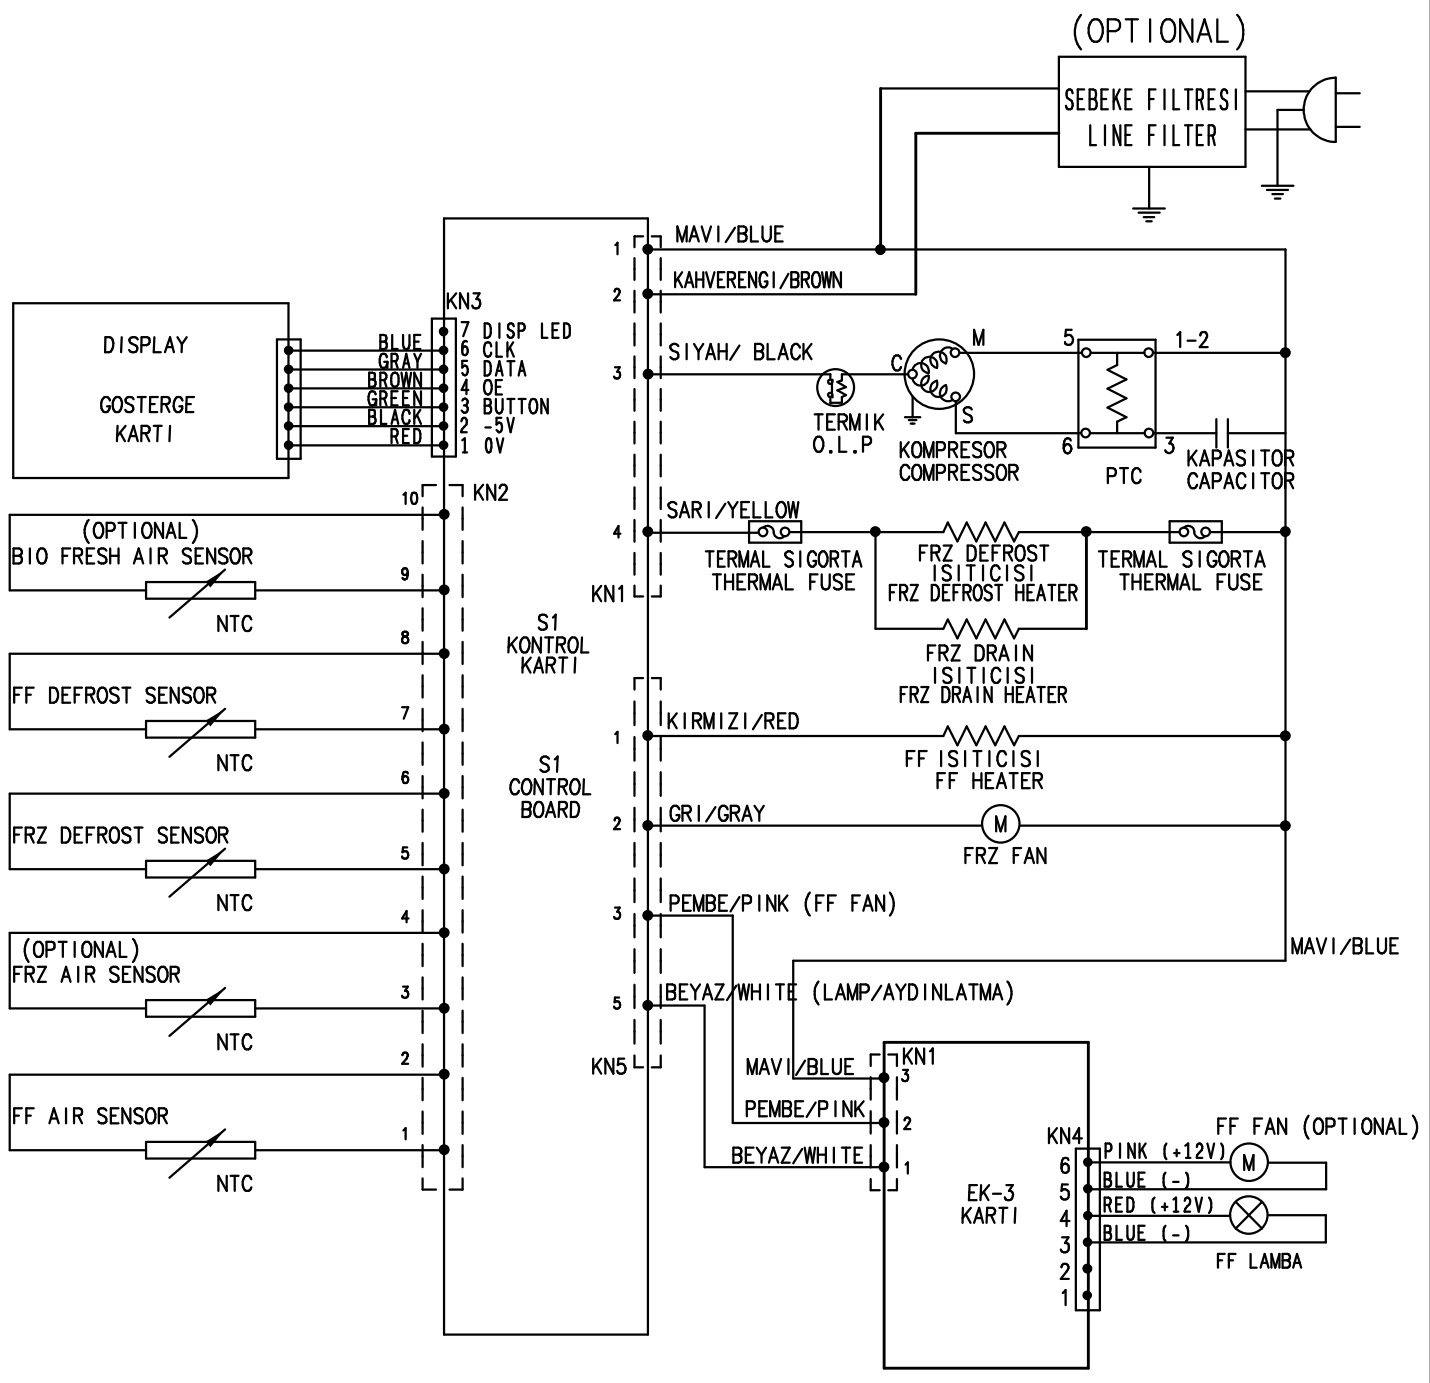 (OPTIONAL)
SEBEKE FILTRESI
LINE FILTER
1
MAVI/BLUE
2
KAHVERENGI/BROWN
KN3
7 DISP LED
DISPLAY
BLUE
6 CLK
GRAY
5 DATA
BROWN
4 OE
GOSTERGE
GREEN
3 BUTTON
KARTI
BLACK
2 -5V
RED
1 0V
3
SIYAH/ BLACK
C
M
S
5
1-2
6
3
TERMIK
O.L.P
KOMPRESOR
COMPRESSOR
PTC
KAPASITOR
CAPACITOR
10
KN2
(OPTIONAL)
BIO FRESH AIR SENSOR
9
NTC
4
SARI/YELLOW
TERMAL SIGORTA
THERMAL FUSE
FRZ DEFROST
ISITICISI
FRZ DEFROST HEATER
TERMAL SIGORTA
THERMAL FUSE
KN1
S1
KONTROL
KARTI
FRZ DRAIN
ISITICISI
FRZ DRAIN HEATER
8
FF DEFROST SENSOR
7
NTC
1
KIRMIZI/RED
FF ISITICISI
FF HEATER
S1
CONTROL
BOARD
6
FRZ DEFROST SENSOR
5
NTC
2
GRI/GRAY
M
FRZ FAN
3
PEMBE/PINK (FF FAN)
4
(OPTIONAL)
FRZ AIR SENSOR
3
NTC
MAVI/BLUE
5
BEYAZ/WHITE (LAMP/AYDINLATMA)
KN5
2
FF AIR SENSOR
1
NTC
MAVI/BLUE
KN1
3
PEMBE/PINK
2
BEYAZ/WHITE
1
EK-3
KARTI
KN4
FF FAN (OPTIONAL)
6
PINK (+12V)
M
5
BLUE (-)
4
RED (+12V)
3
BLUE (-)
FF LAMBA
2
1